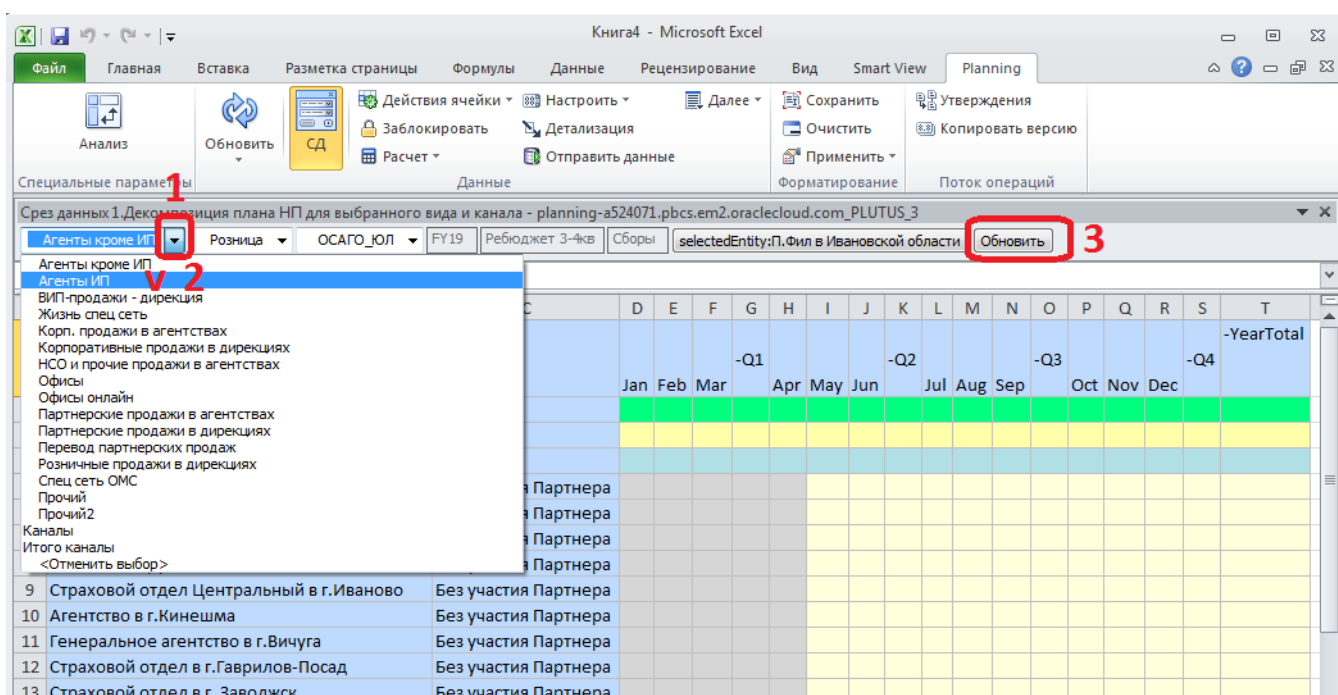 Книга4 - Microsoft Excel
Файл Главная Вставка Разметка страницы Формулы Данные Рецензирование Вид Smart View Planning
Действия ячейки Настроить Далее Сохранить Утверждения
Заблокировать Детализация Очистить Копировать версию
Анализ Обновить СД Расчет Отправить данные Применить
Специальные параметры Данные Форматирование Поток операций
1
Срез данных 1.Декомпозиция плана НП для выбранного вида и канала - planning-a524071.pbcs.em2.oraclecloud.com_PLUTUS_3
Агенты кроме ИП Розница ОСАГО_ЮЛ FY19 Ребюджет 3-4кв Сборы selectedEntity:П.Фил в Ивановской области Обновить 3
Агенты кроме ИП
Агенты ИП v 2
ВИП-продажи - дирекция
Жизнь спец сеть
Корп. продажи в агентствах
Корпоративные продажи в дирекциях
НСО и прочие продажи в агентствах
Офисы
Офисы онлайн
Партнерские продажи в агентствах
Партнерские продажи в дирекциях
Перевод партнерских продаж
Розничные продажи в дирекциях
Спец сеть ОМС
Прочий
Прочий2
Каналы
Итого каналы
<Отменить выбор>
D E F G H I J K L M N O P Q R S T
-YearTotal
-Q1 -Q2 -Q3 -Q4
Jan Feb Mar Apr May Jun Jul Aug Sep Oct Nov Dec
Партнера
Партнера
Партнера
Партнера
9 Страховой отдел Центральный в г.Иваново Без участия Партнера
10 Агентство в г.Кинешма Без участия Партнера
11 Генеральное агентство в г.Вичуга Без участия Партнера
12 Страховой отдел в г.Гаврилов-Посад Без участия Партнера
13 Страховой отдел в г. Заволжск Без участия Партнера